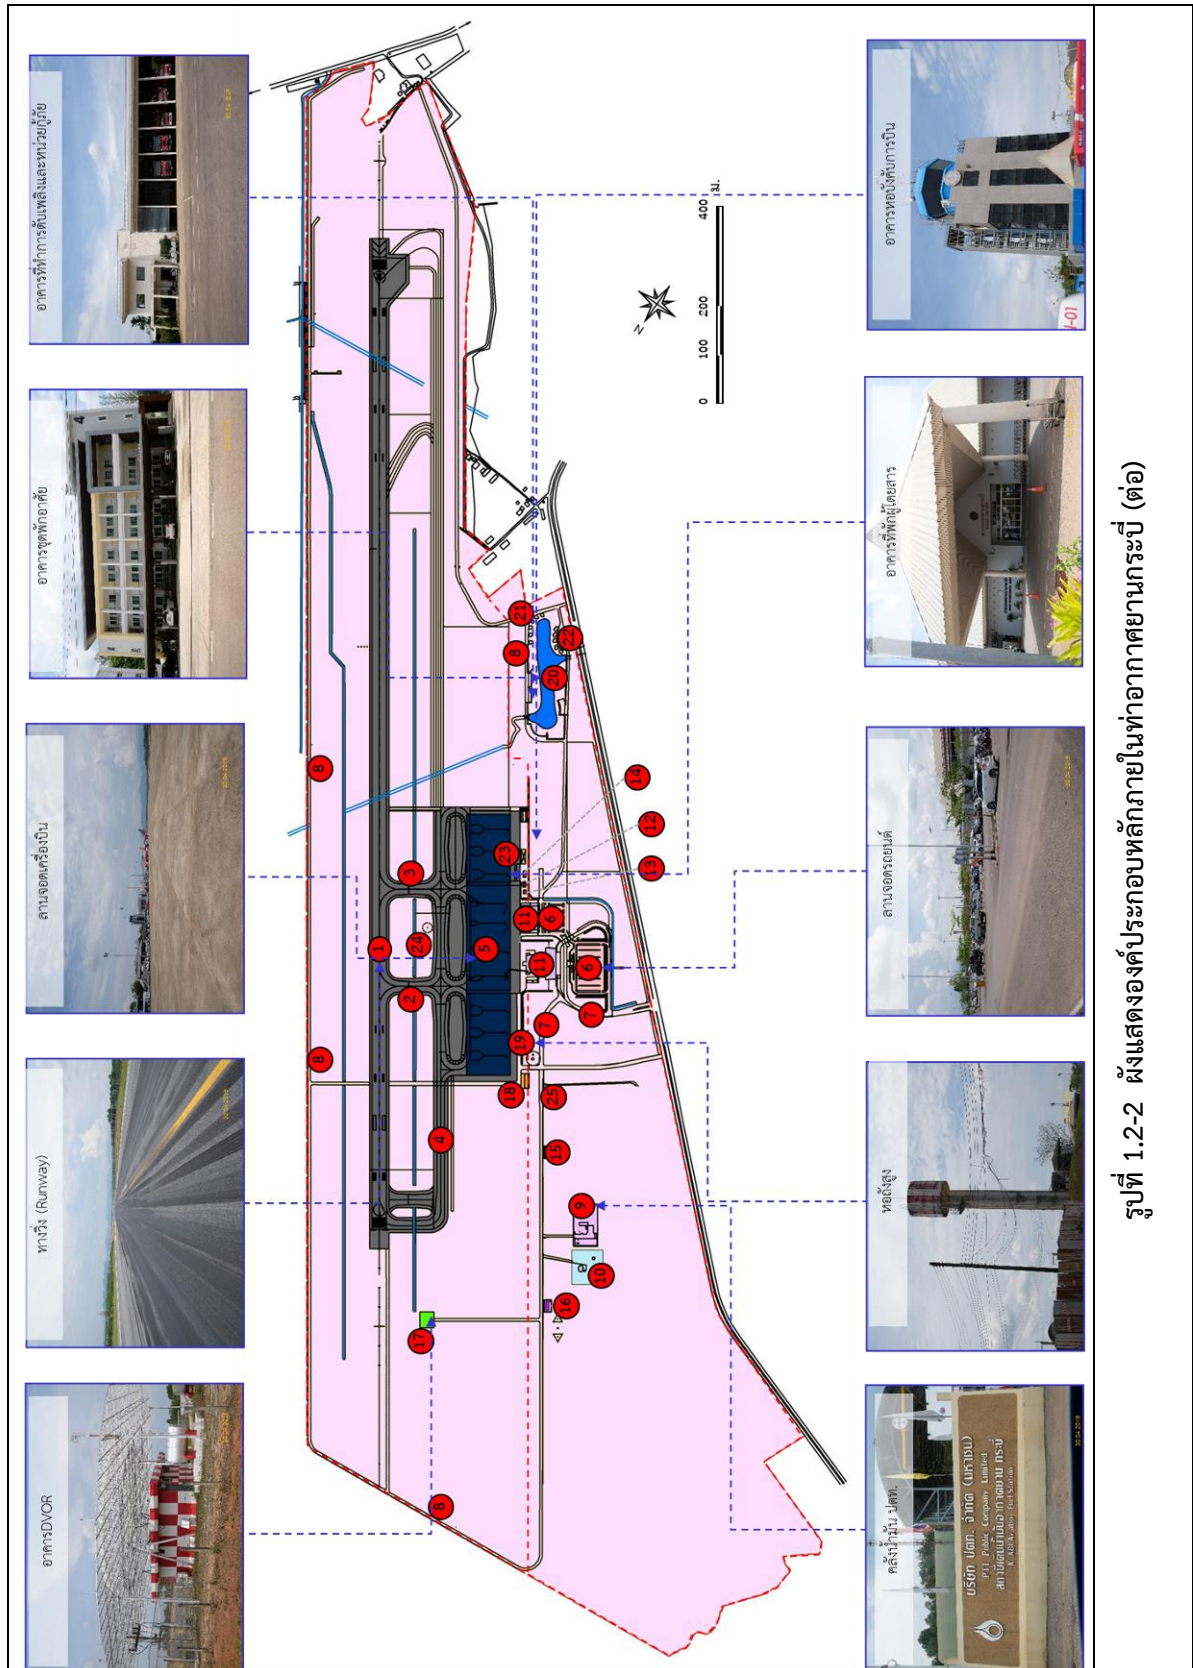 อาคารDVOR
ทางวิ่ง (Runway)
ลานจอดเครื่องบิน
อาคารชุดพักอาศัย
อาคารที่ทำการดับเพลิงและหน่วยกู้ภัย
8
8
8
8
8
1
2
3
4
5
6
6
7
7
9
10
11
11
12
13
14
15
16
17
18
19
20
21
22
23
24
25
N
0 100 200 400 ม.
คลังน้ำมัน ปตท.
บริษัท ปตท. จำกัด (มหาชน)
PTT Public Company Limited
สถานีเติมน้ำมันอากาศยาน กระบี่
หอถังสูง
ลานจอดรถยนต์
อาคารที่พักผู้โดยสาร
อาคารหอบังคับการบิน
รูปที่ 1.2-2 ผังแสดงองค์ประกอบหลักภายในท่าอากาศยานกระบี่ (ต่อ)